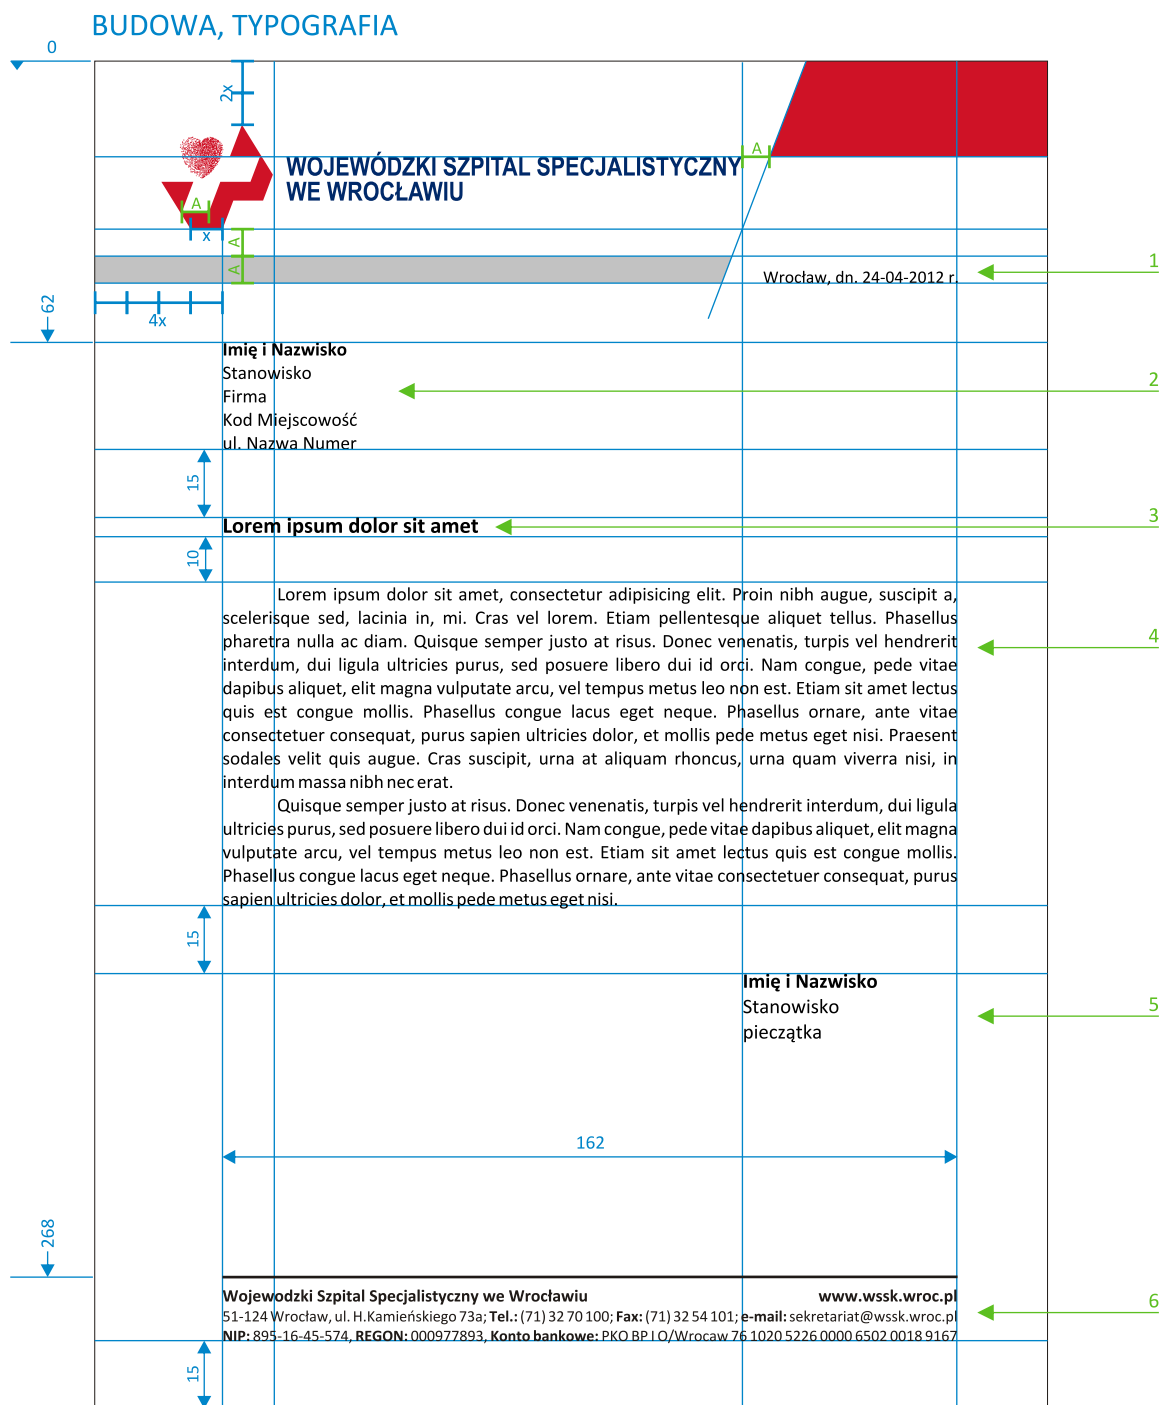 BUDOWA, TYPOGRAFIA
0
2x
A
WOJEWÓDZKI SZPITAL SPECJALISTYCZNY
WE WROCŁAWIU
A
x
A
A
1
Wrocław, dn. 24-04-2012 r.
62
4x
Imię i Nazwisko
Stanowisko
2
Firma
Kod Miejscowość
ul. Nazwa Numer
15
3
Lorem ipsum dolor sit amet
10
Lorem ipsum dolor sit amet, consectetur adipisicing elit. Proin nibh augue, suscipit a,
scelerisque sed, lacinia in, mi. Cras vel lorem. Etiam pellentesque aliquet tellus. Phasellus
4
pharetra nulla ac diam. Quisque semper justo at risus. Donec venenatis, turpis vel hendrerit
interdum, dui ligula ultricies purus, sed posuere libero dui id orci. Nam congue, pede vitae
dapibus aliquet, elit magna vulputate arcu, vel tempus metus leo non est. Etiam sit amet lectus
quis est congue mollis. Phasellus congue lacus eget neque. Phasellus ornare, ante vitae
consectetuer consequat, purus sapien ultricies dolor, et mollis pede metus eget nisi. Praesent
sodales velit quis augue. Cras suscipit, urna at aliquam rhoncus, urna quam viverra nisi, in
interdum massa nibh nec erat.
Quisque semper justo at risus. Donec venenatis, turpis vel hendrerit interdum, dui ligula
ultricies purus, sed posuere libero dui id orci. Nam congue, pede vitae dapibus aliquet, elit magna
vulputate arcu, vel tempus metus leo non est. Etiam sit amet lectus quis est congue mollis.
Phasellus congue lacus eget neque. Phasellus ornare, ante vitae consectetuer consequat, purus
sapien ultricies dolor, et mollis pede metus eget nisi.
15
Imię i Nazwisko
Stanowisko
5
pieczątka
162
268
Wojewodzki Szpital Specjalistyczny we Wrocławiu www.wssk.wroc.pl
6
51-124 Wrocław, ul. H.Kamieńskiego 73a; Tel.: (71) 32 70 100; Fax: (71) 32 54 101; e-mail: sekretariat@wssk.wroc.pl
NIP: 895-16-45-574, REGON: 000977893, Konto bankowe: PKO BP I O/Wrocaw 76 1020 5226 0000 6502 0018 9167
15